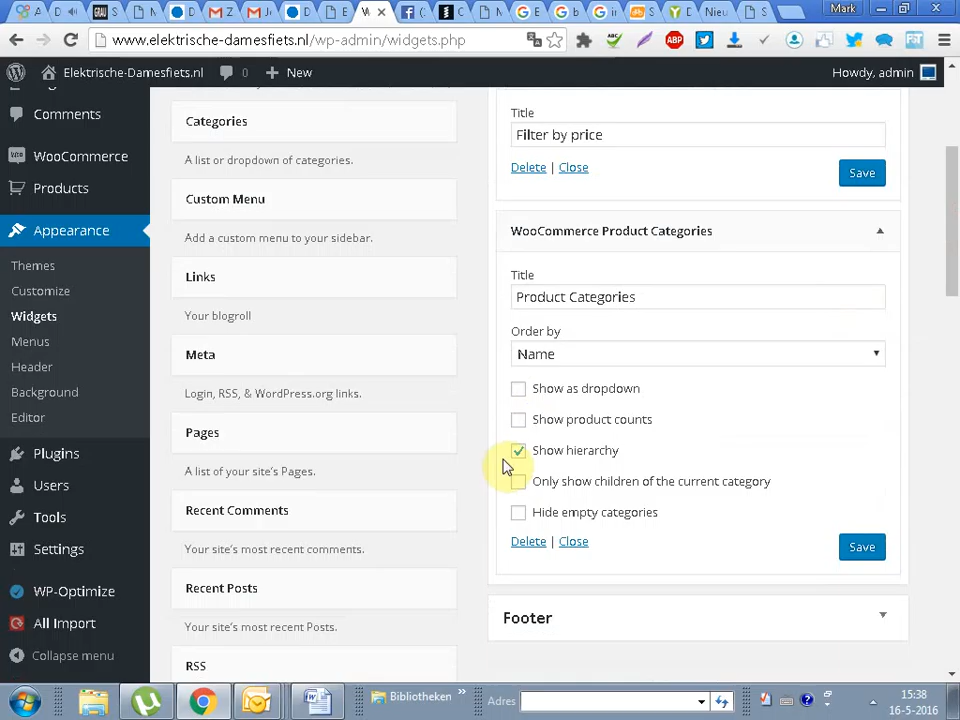 Mark
www.elektrische-damesfiets.nl/wp-admin/widgets.php
Elektrische-Damesfiets.nl
0
New
Howdy, admin
Comments
WooCommerce
Products
Appearance
Themes
Customize
Widgets
Menus
Header
Background
Editor
Plugins
Users
Tools
Settings
WP-Optimize
All Import
Collapse menu
Categories
A list or dropdown of categories.
Custom Menu
Add a custom menu to your sidebar.
Links
Your blogroll
Meta
Login, RSS, & WordPress.org links.
Pages
A list of your site's Pages.
Recent Comments
Your site's most recent comments.
Recent Posts
Your site's most recent Posts.
RSS
Title
Filter by price
Delete | Close
Save
WooCommerce Product Categories
Title
Product Categories
Order by
Name
Show as dropdown
Show product counts
Show hierarchy
Only show children of the current category
Hide empty categories
Delete | Close
Save
Footer
Bibliotheken
Adres
15:38
16-5-2016